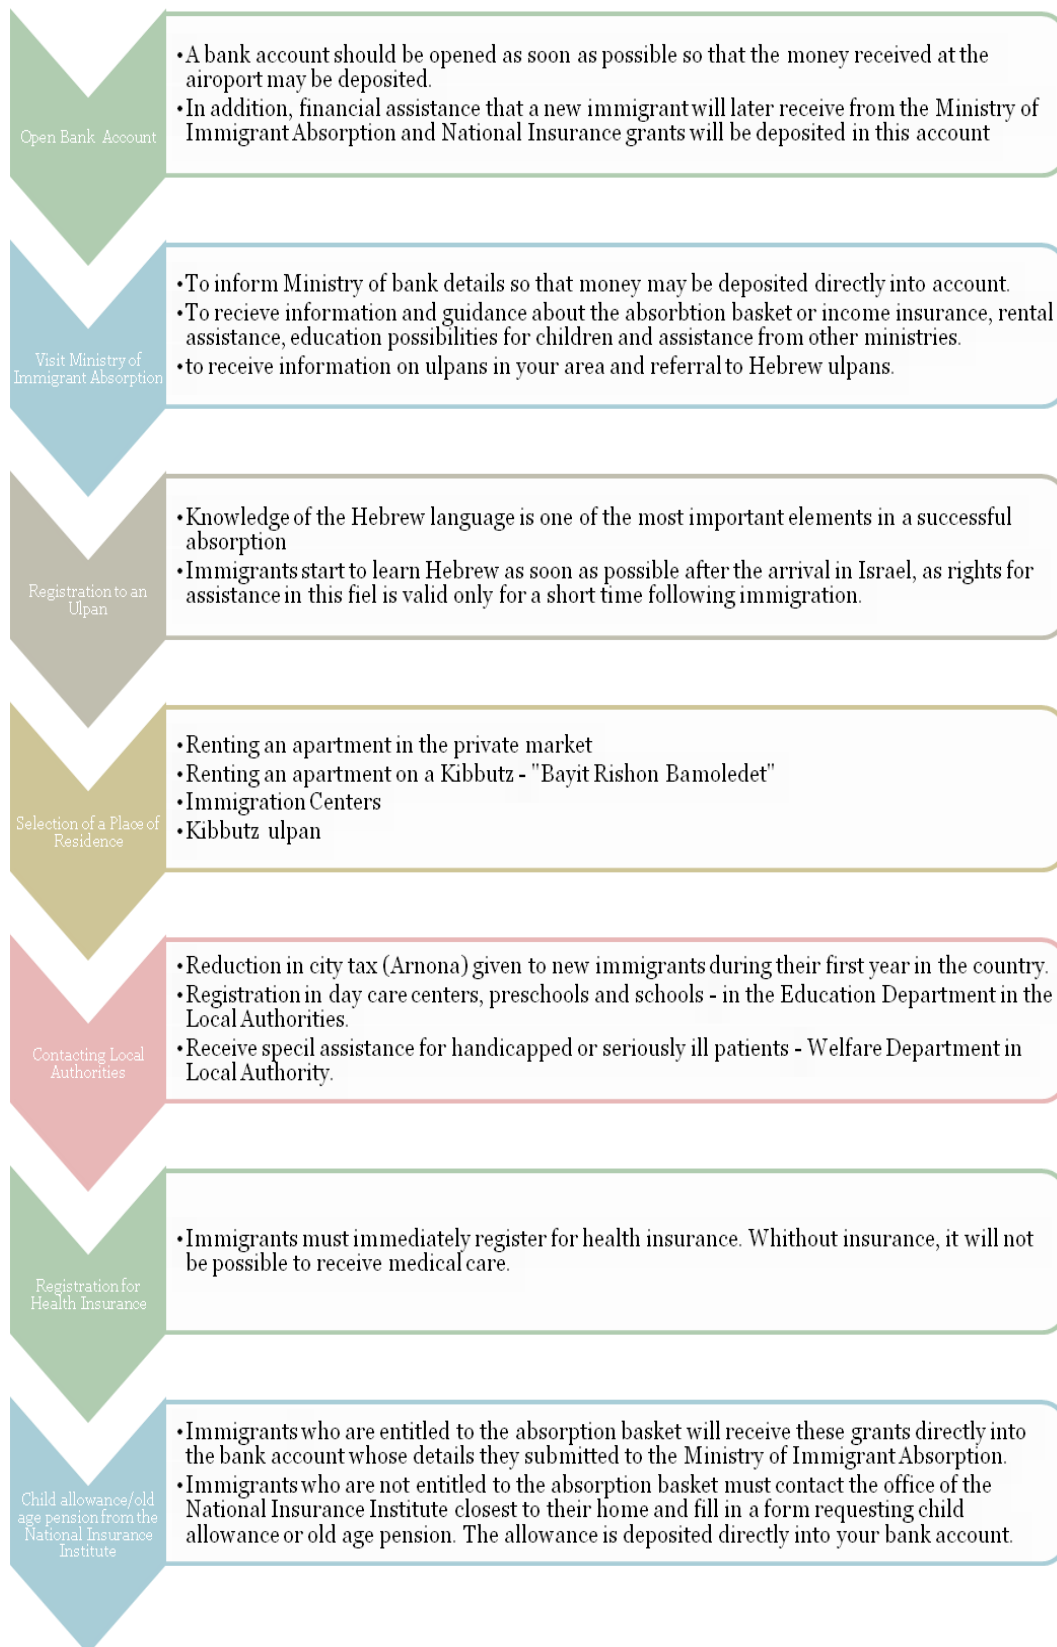 Open Bank Account
•A bank account should be opened as soon as possible so that the money received at the
airoport may be deposited.
•In addition, financial assistance that a new immigrant will later receive from the Ministry of
Immigrant Absorption and National Insurance grants will be deposited in this account
Visit Ministry of
Immigrant Absorption
•To inform Ministry of bank details so that money may be deposited directly into account.
•To recieve information and guidance about the absorbtion basket or income insurance, rental
assistance, education possibilities for children and assistance from other ministries.
•to receive information on ulpans in your area and referral to Hebrew ulpans.
Registration to an
Ulpan
•Knowledge of the Hebrew language is one of the most important elements in a successful
absorption
•Immigrants start to learn Hebrew as soon as possible after the arrival in Israel, as rights for
assistance in this fiel is valid only for a short time following immigration.
Selection of a Place of
Residence
•Renting an apartment in the private market
•Renting an apartment on a Kibbutz - "Bayit Rishon Bamoledet"
•Immigration Centers
•Kibbutz ulpan
Contacting Local
Authorities
•Reduction in city tax (Arnona) given to new immigrants during their first year in the country.
•Registration in day care centers, preschools and schools - in the Education Department in the
Local Authorities.
•Receive specil assistance for handicapped or seriously ill patients - Welfare Department in
Local Authority.
Registration for
Health Insurance
•Immigrants must immediately register for health insurance. Whithout insurance, it will not
be possible to receive medical care.
Child allowance/old
age pension from the
National Insurance
Institute
•Immigrants who are entitled to the absorption basket will receive these grants directly into
the bank account whose details they submitted to the Ministry of Immigrant Absorption.
•Immigrants who are not entitled to the absorption basket must contact the office of the
National Insurance Institute closest to their home and fill in a form requesting child
allowance or old age pension. The allowance is deposited directly into your bank account.